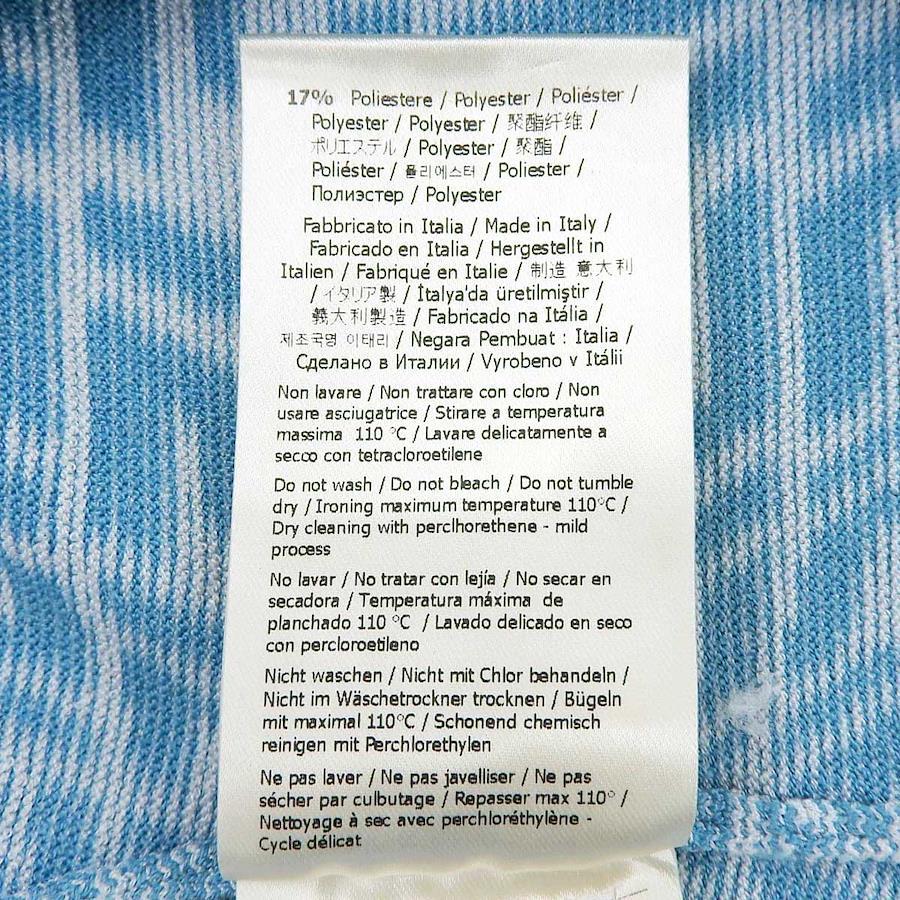 17% Poliestere / Polyester / Poliéster /
Polyester / Polyester / 聚酯纤维 /
ポリエステル / Polyester / 聚酯 /
Poliéster / 폴리에스터 / Poliester /
Полиэстер / Polyester
Fabbricato in Italia / Made in Italy /
Fabricado en Italia / Hergestellt in
Italien / Fabriqué en Italie / 制造 意大利
/ イタリア製 / İtalya'da üretilmiştir /
義大利製造 / Fabricado na Itália /
제조국명 이태리 / Negara Pembuat : Italia /
Сделано в Италии / Vyrobeno v Itálii
Non lavare / Non trattare con cloro / Non
usare asciugatrice / Stirare a temperatura
massima 110 °C / Lavare delicatamente a
secco con tetracloroetilene
Do not wash / Do not bleach / Do not tumble
dry / Ironing maximum temperature 110°C /
Dry cleaning with perclhorethene - mild
process
No lavar / No tratar con lejía / No secar en
secadora / Temperatura máxima de
planchado 110 °C / Lavado delicado en seco
con percloroetileno
Nicht waschen / Nicht mit Chlor behandeln /
Nicht im Wäschetrockner trocknen / Bügeln
mit maximal 110°C / Schonend chemisch
reinigen mit Perchlorethylen
Ne pas laver / Ne pas javelliser / Ne pas
sécher par culbutage / Repasser max 110° /
Nettoyage à sec avec perchloréthylène -
Cycle délicat